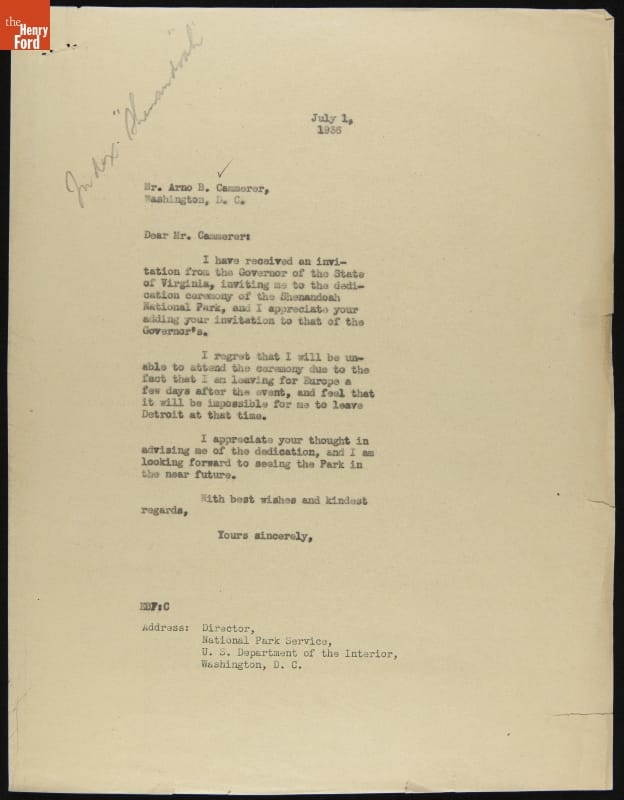 the
Henry
Ford
Index "Shenandoah"
July 1,
1936
Mr. Arno B. Cammerer,
Washington, D. C.
Dear Mr. Cammerer:
I have received an invi-
tation from the Governor of the State
of Virginia, inviting me to the dedi-
cation ceremony of the Shenandoah
National Park, and I appreciate your
adding your invitation to that of the
Governor's.
I regret that I will be un-
able to attend the ceremony due to the
fact that I am leaving for Europe a
few days after the event, and feel that
it will be impossible for me to leave
Detroit at that time.
I appreciate your thought in
advising me of the dedication, and I am
looking forward to seeing the Park in
the near future.
With best wishes and kindest
regards,
Yours sincerely,
EBF:C
Address: Director,
National Park Service,
U. S. Department of the Interior,
Washington, D. C.